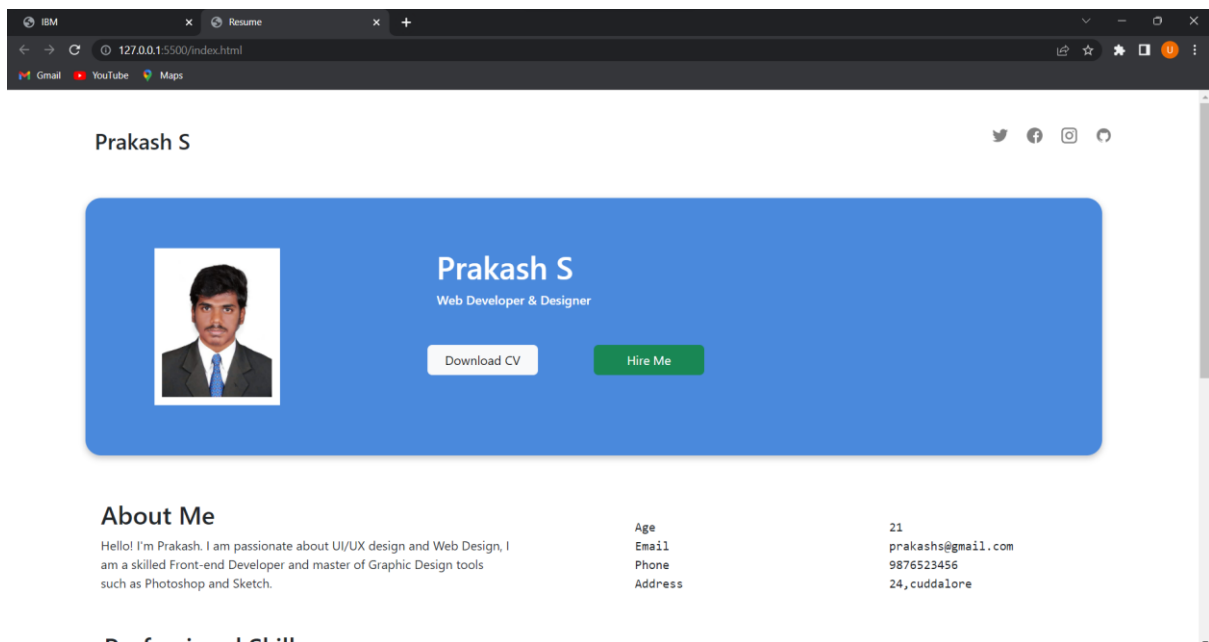 IBM
Resume
127.0.0.1:5500/index.html
U
Gmail
YouTube
Maps
Prakash S
Prakash S
Web Developer & Designer
Download CV
Hire Me
About Me
Hello! I'm Prakash. I am passionate about UI/UX design and Web Design, I
am a skilled Front-end Developer and master of Graphic Design tools
such as Photoshop and Sketch.
Age 21
Email prakashs@gmail.com
Phone 9876523456
Address 24,cuddalore